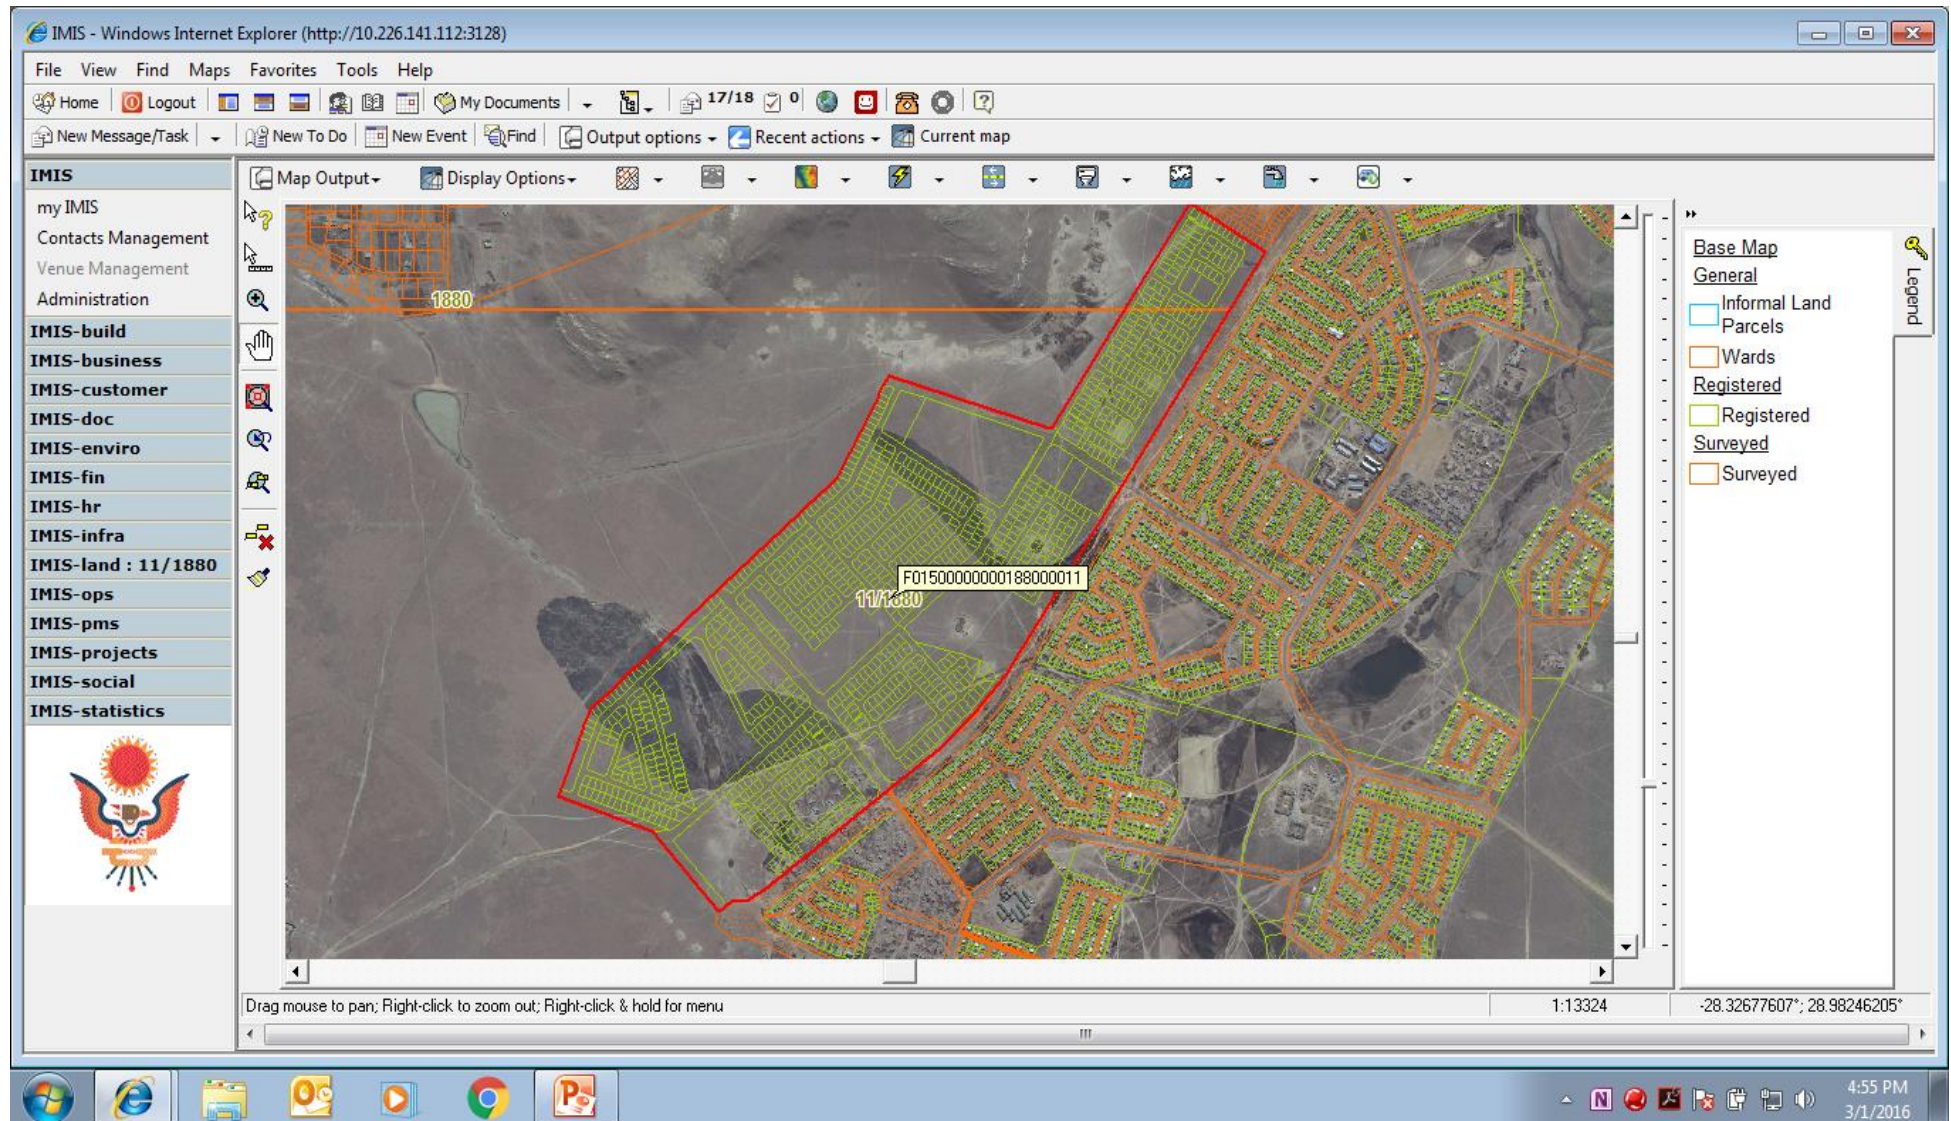 IMIS - Windows Internet Explorer (http://10.226.141.112:3128)
File View Find Maps Favorites Tools Help
Home Logout My Documents 17/18 0
New Message/Task New To Do New Event Find Output options Recent actions Current map
IMIS
my IMIS
Contacts Management
Venue Management
Administration
IMIS-build
IMIS-business
IMIS-customer
IMIS-doc
IMIS-enviro
IMIS-fin
IMIS-hr
IMIS-infra
IMIS-land : 11/1880
IMIS-ops
IMIS-pms
IMIS-projects
IMIS-social
IMIS-statistics
Map Output Display Options
1880
F01500000000188000011
11/1880
Base Map
General
Informal Land
Parcels
Wards
Registered
Registered
Surveyed
Surveyed
Legend
Drag mouse to pan; Right-click to zoom out; Right-click & hold for menu 1:13324 -28.32677607°; 28.98246205°
4:55 PM
3/1/2016